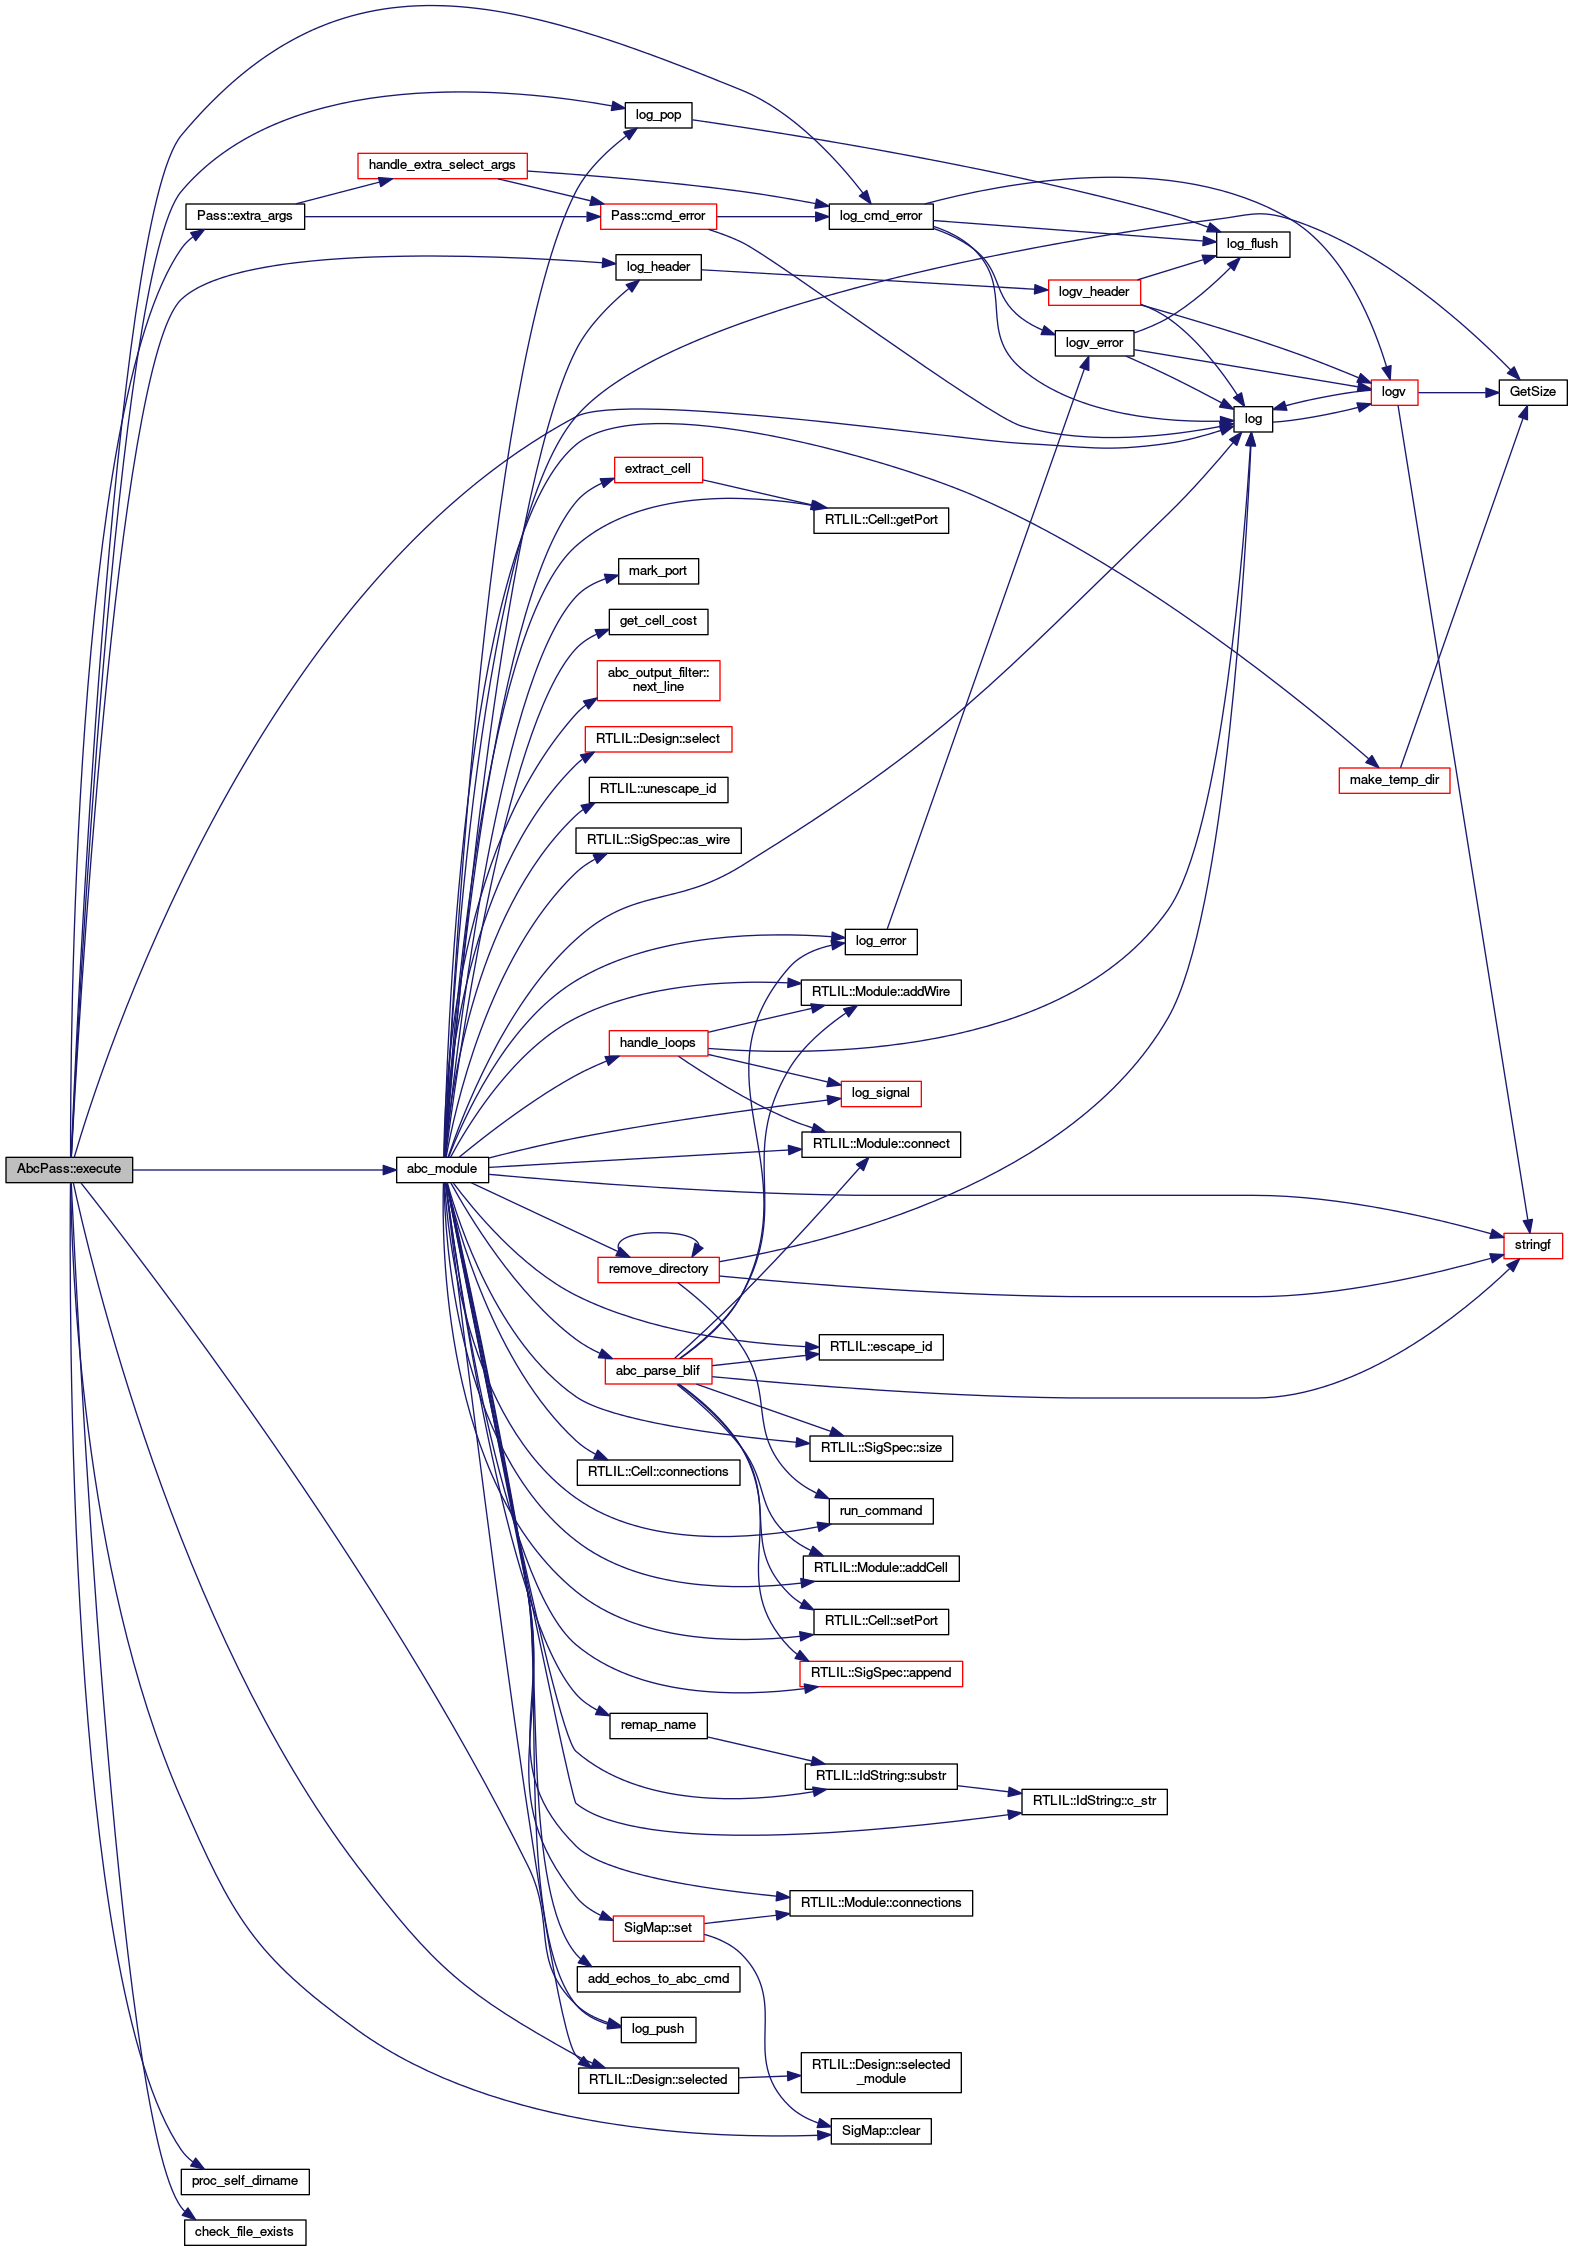 log_pop
handle_extra_select_args
Pass::extra_args
Pass::cmd_error
log_cmd_error
log_flush
log_header
logv_header
logv_error
logv
GetSize
log
extract_cell
RTLIL::Cell::getPort
mark_port
get_cell_cost
abc_output_filter::
next_line
RTLIL::Design::select
make_temp_dir
RTLIL::unescape_id
RTLIL::SigSpec::as_wire
log_error
RTLIL::Module::addWire
handle_loops
log_signal
RTLIL::Module::connect
AbcPass::execute
abc_module
stringf
remove_directory
RTLIL::escape_id
abc_parse_blif
RTLIL::SigSpec::size
RTLIL::Cell::connections
run_command
RTLIL::Module::addCell
RTLIL::Cell::setPort
RTLIL::SigSpec::append
remap_name
RTLIL::IdString::substr
RTLIL::IdString::c_str
RTLIL::Module::connections
SigMap::set
add_echos_to_abc_cmd
log_push
RTLIL::Design::selected
_module
RTLIL::Design::selected
SigMap::clear
proc_self_dirname
check_file_exists